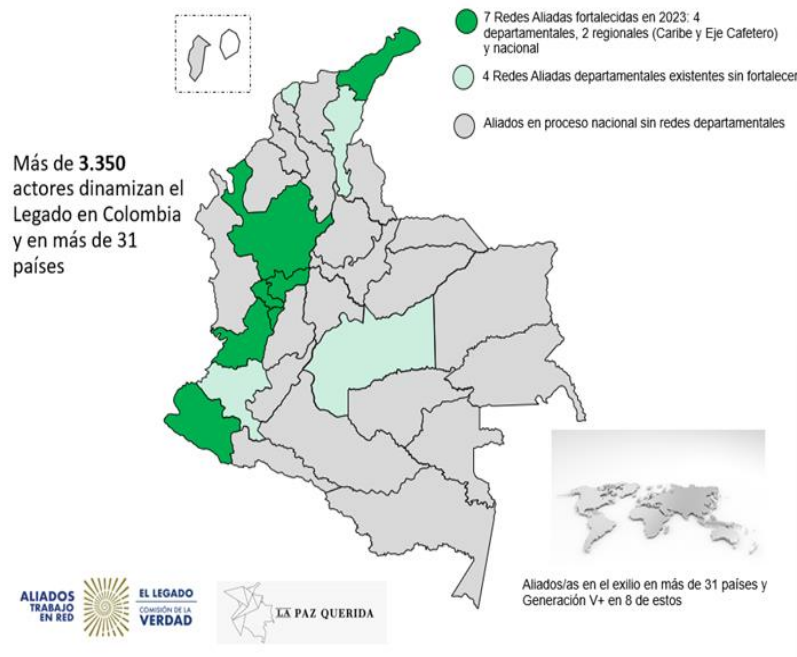 7 Redes Aliadas fortalecidas en 2023: 4
departamentales, 2 regionales (Caribe y Eje Cafetero)
y nacional
4 Redes Aliadas departamentales existentes sin fortalecer
Aliados en proceso nacional sin redes departamentales
Más de 3.350
actores dinamizan el
Legado en Colombia
y en más de 31
países
Aliados/as en el exilio en más de 31 países y
Generación V+ en 8 de estos
ALIADOS
TRABAJO
EN RED
EL LEGADO
COMISIÓN DE LA
VERDAD
LA PAZ QUERIDA